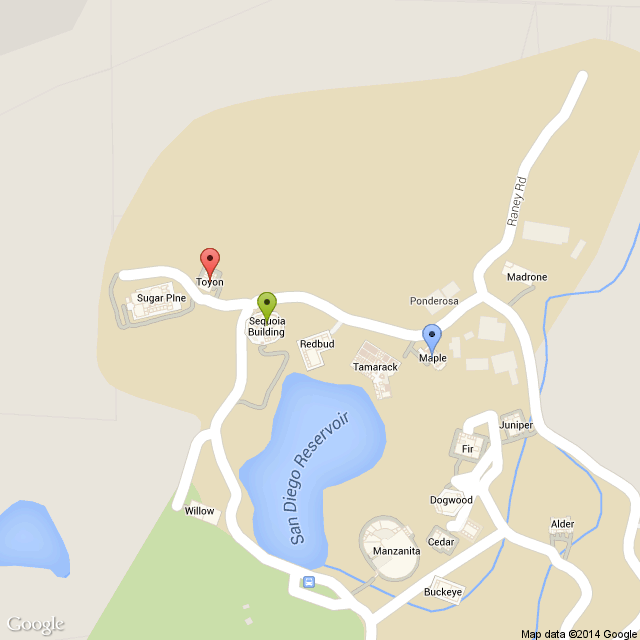 Raney Rd
Madrone
Toyon
Sugar PIne
Ponderosa
Sequoia
Building
Redbud
Maple
Tamarack
San Diego Reservoir
Juniper
Fir
Dogwood
Willow
Alder
Cedar
Manzanita
Buckeye
Google
Map data ©2014 Google